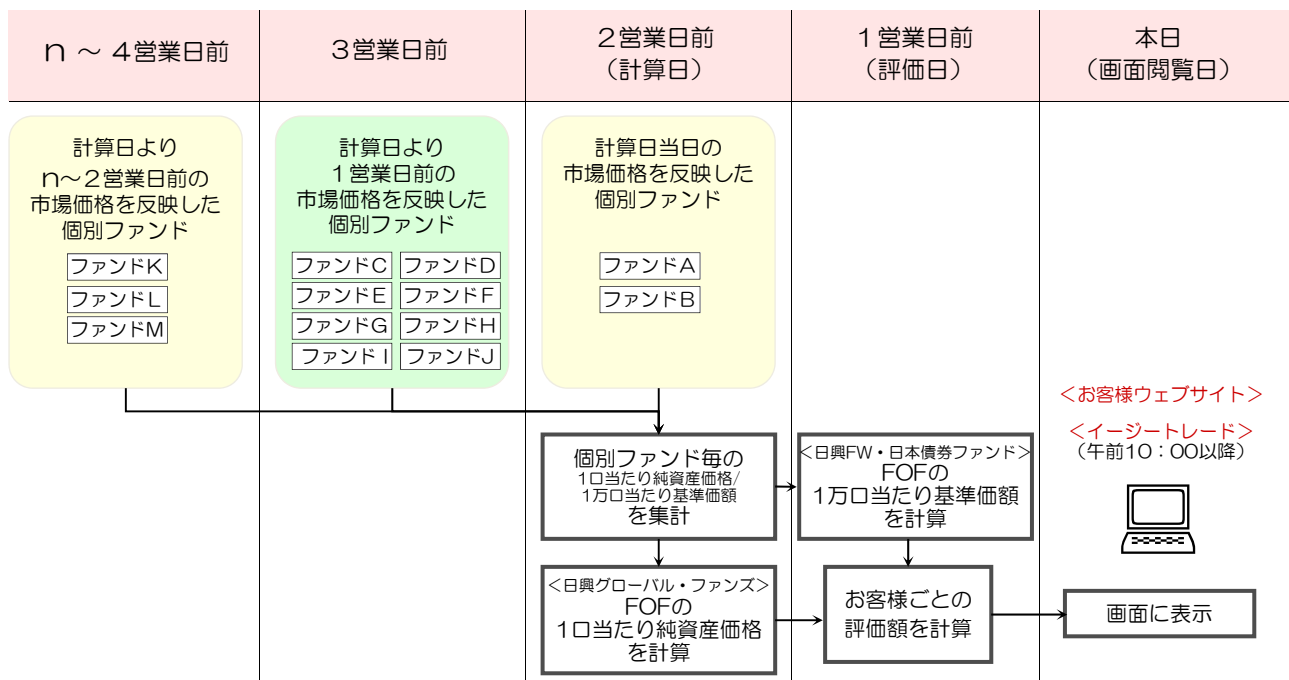 n ～ 4営業日前
3営業日前
2営業日前
（計算日）
1営業日前
（評価日）
本日
（画面閲覧日）
計算日より
n～2営業日前の
市場価格を反映した
個別ファンド
ファンドK
ファンドL
ファンドM
計算日より
1営業日前の
市場価格を反映した
個別ファンド
ファンドC ファンドD
ファンドE ファンドF
ファンドG ファンドH
ファンドI ファンドJ
計算日当日の
市場価格を反映した
個別ファンド
ファンドA
ファンドB
個別ファンド毎の
1口当たり純資産価格/
1万口当たり基準価額
を集計
＜日興グローバル・ファンズ＞
FOFの
1口当たり純資産価格
を計算
＜日興FW・日本債券ファンド＞
FOFの
1万口当たり基準価額
を計算
お客様ごとの
評価額を計算
＜お客様ウェブサイト＞
＜イージートレード＞
（午前10：00以降）
画面に表示